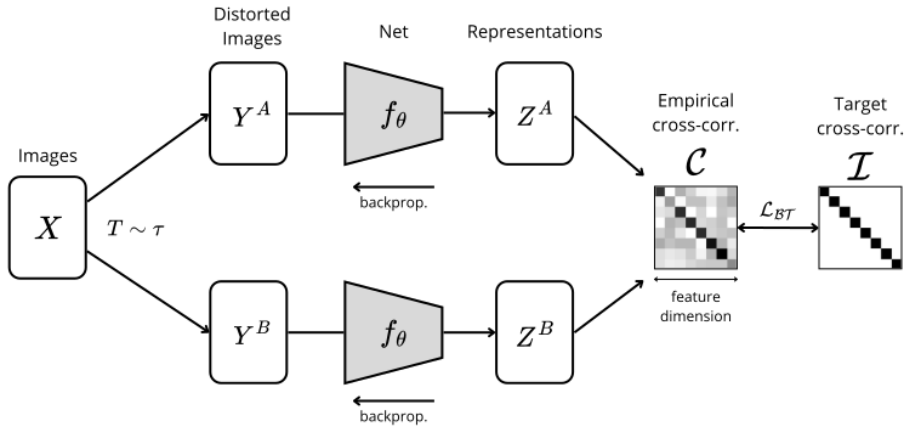 Distorted
Images
Net
Representations
Y^A
f_θ
Z^A
Empirical
cross-corr.
Target
cross-corr.
Images
C
I
backprop.
X
T ~ τ
L_BT
feature
dimension
Y^B
f_θ
Z^B
backprop.